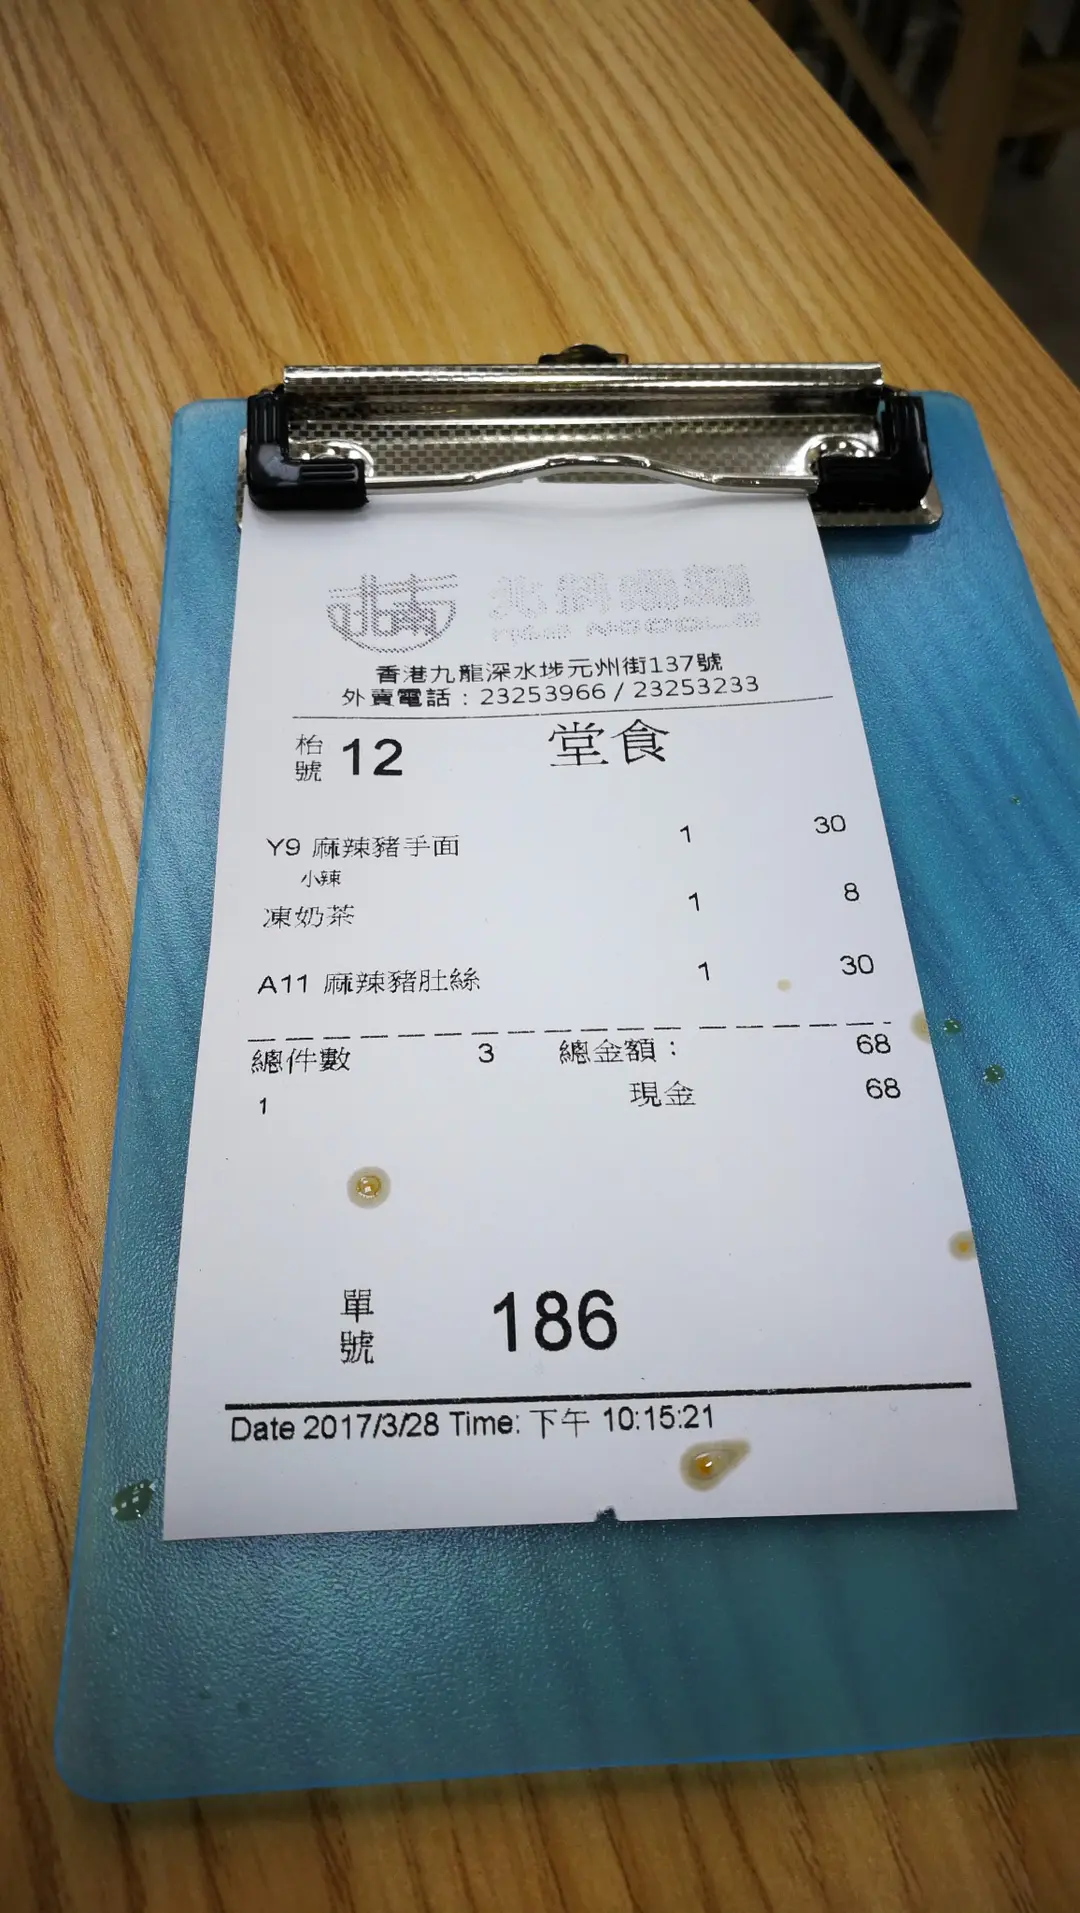 香港九龍深水埗元州街137號
外賣電話：23253966 / 23253233
枱號 12 堂食
Y9 麻辣豬手面 1 30
小辣
凍奶茶 1 8
A11 麻辣豬肚絲 1 30
總件數 3 總金額： 68
1 現金 68
單號 186
Date 2017/3/28 Time: 下午 10:15:21